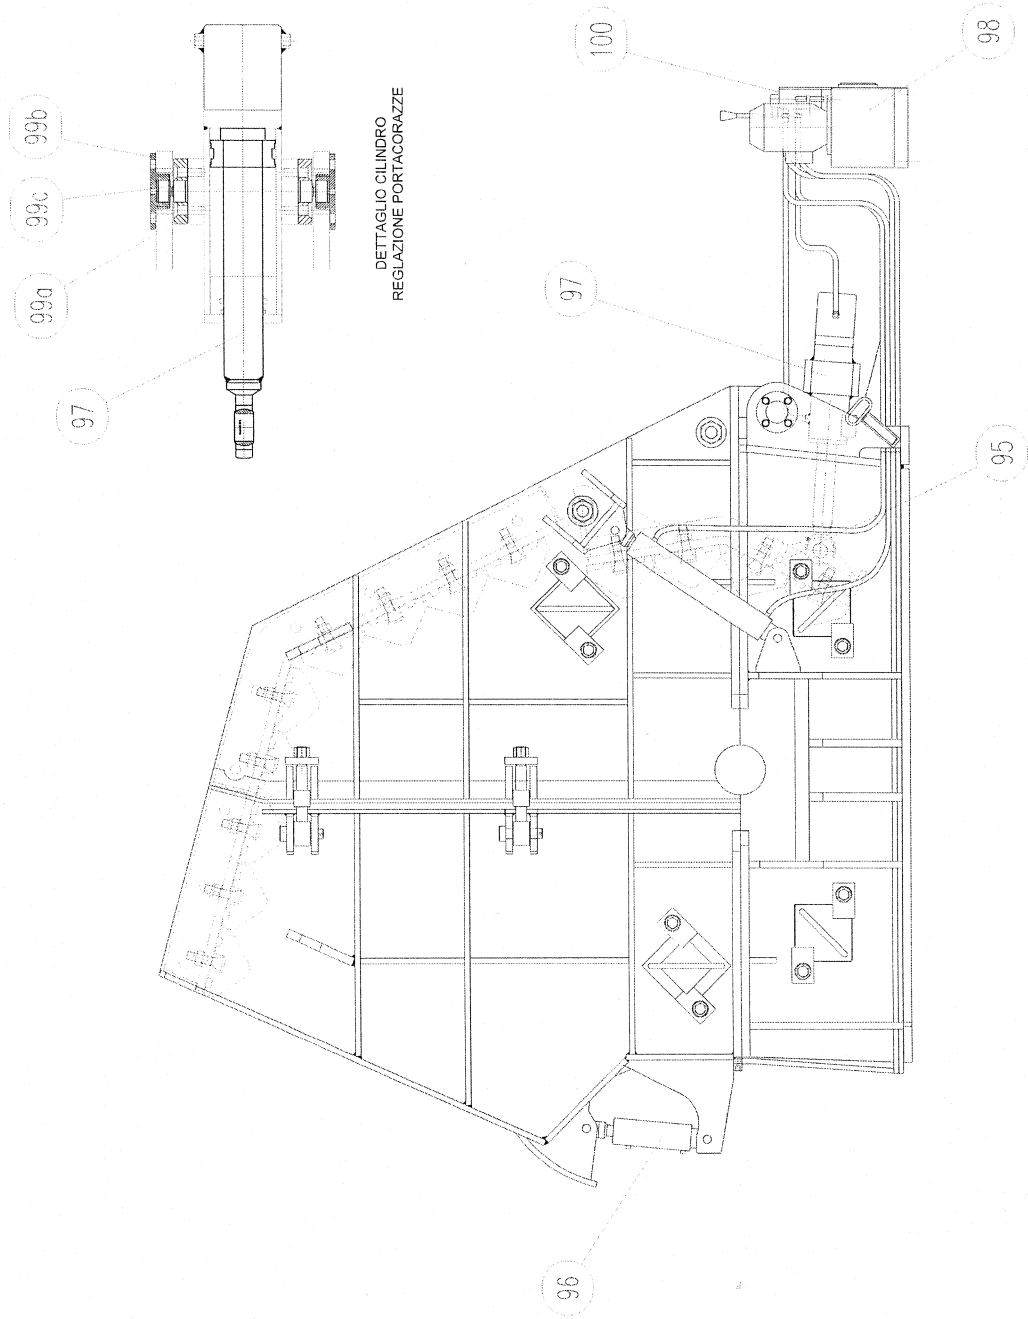 99b
99c
99a
97
DETTAGLIO CILINDRO
REGLAZIONE PORTACORAZZE
100
98
97
95
96